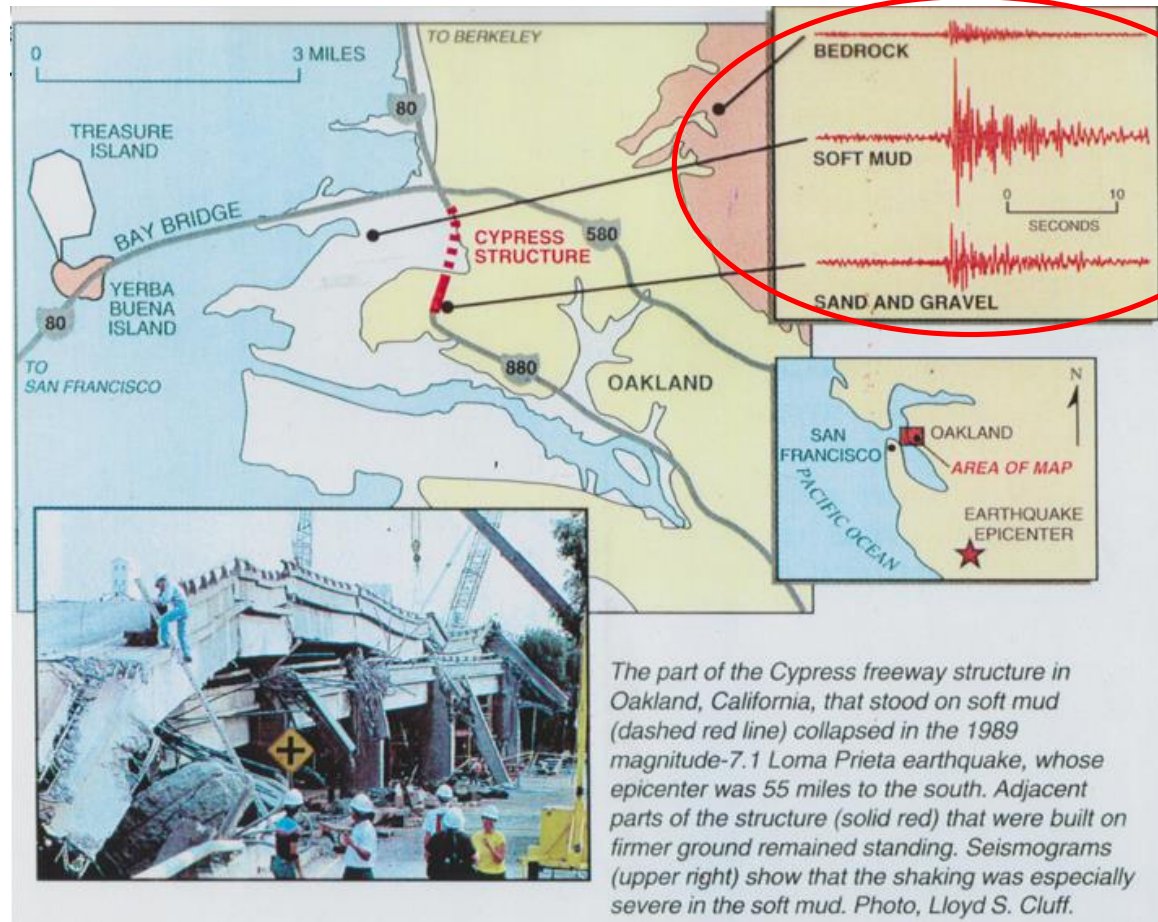 0
3 MILES
TO BERKELEY
80
TREASURE
ISLAND
BAY BRIDGE
CYPRESS
STRUCTURE
580
YERBA
BUENA
ISLAND
80
TO
SAN FRANCISCO
880
OAKLAND
BEDROCK
SOFT MUD
0
10
SECONDS
SAND AND GRAVEL
N
SAN
FRANCISCO
OAKLAND
AREA OF MAP
PACIFIC OCEAN
EARTHQUAKE
EPICENTER
The part of the Cypress freeway structure in
Oakland, California, that stood on soft mud
(dashed red line) collapsed in the 1989
magnitude-7.1 Loma Prieta earthquake, whose
epicenter was 55 miles to the south. Adjacent
parts of the structure (solid red) that were built on
firmer ground remained standing. Seismograms
(upper right) show that the shaking was especially
severe in the soft mud. Photo, Lloyd S. Cluff.